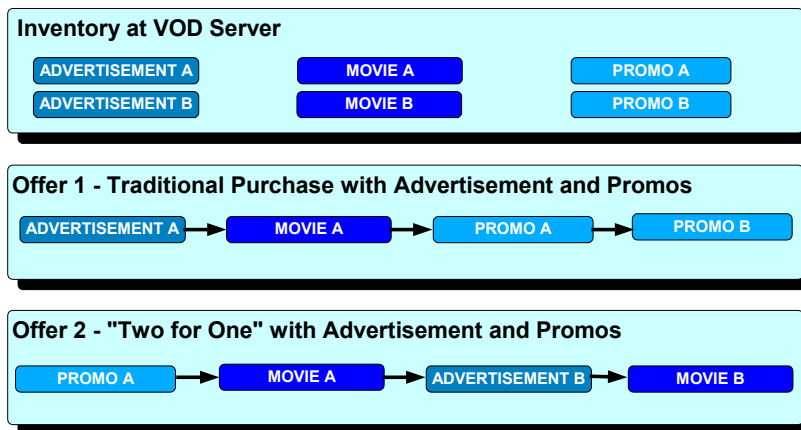 Inventory at VOD Server
ADVERTISEMENT A MOVIE A PROMO A
ADVERTISEMENT B MOVIE B PROMO B
Offer 1 - Traditional Purchase with Advertisement and Promos
ADVERTISEMENT A MOVIE A PROMO A PROMO B
Offer 2 - "Two for One" with Advertisement and Promos
PROMO A MOVIE A ADVERTISEMENT B MOVIE B